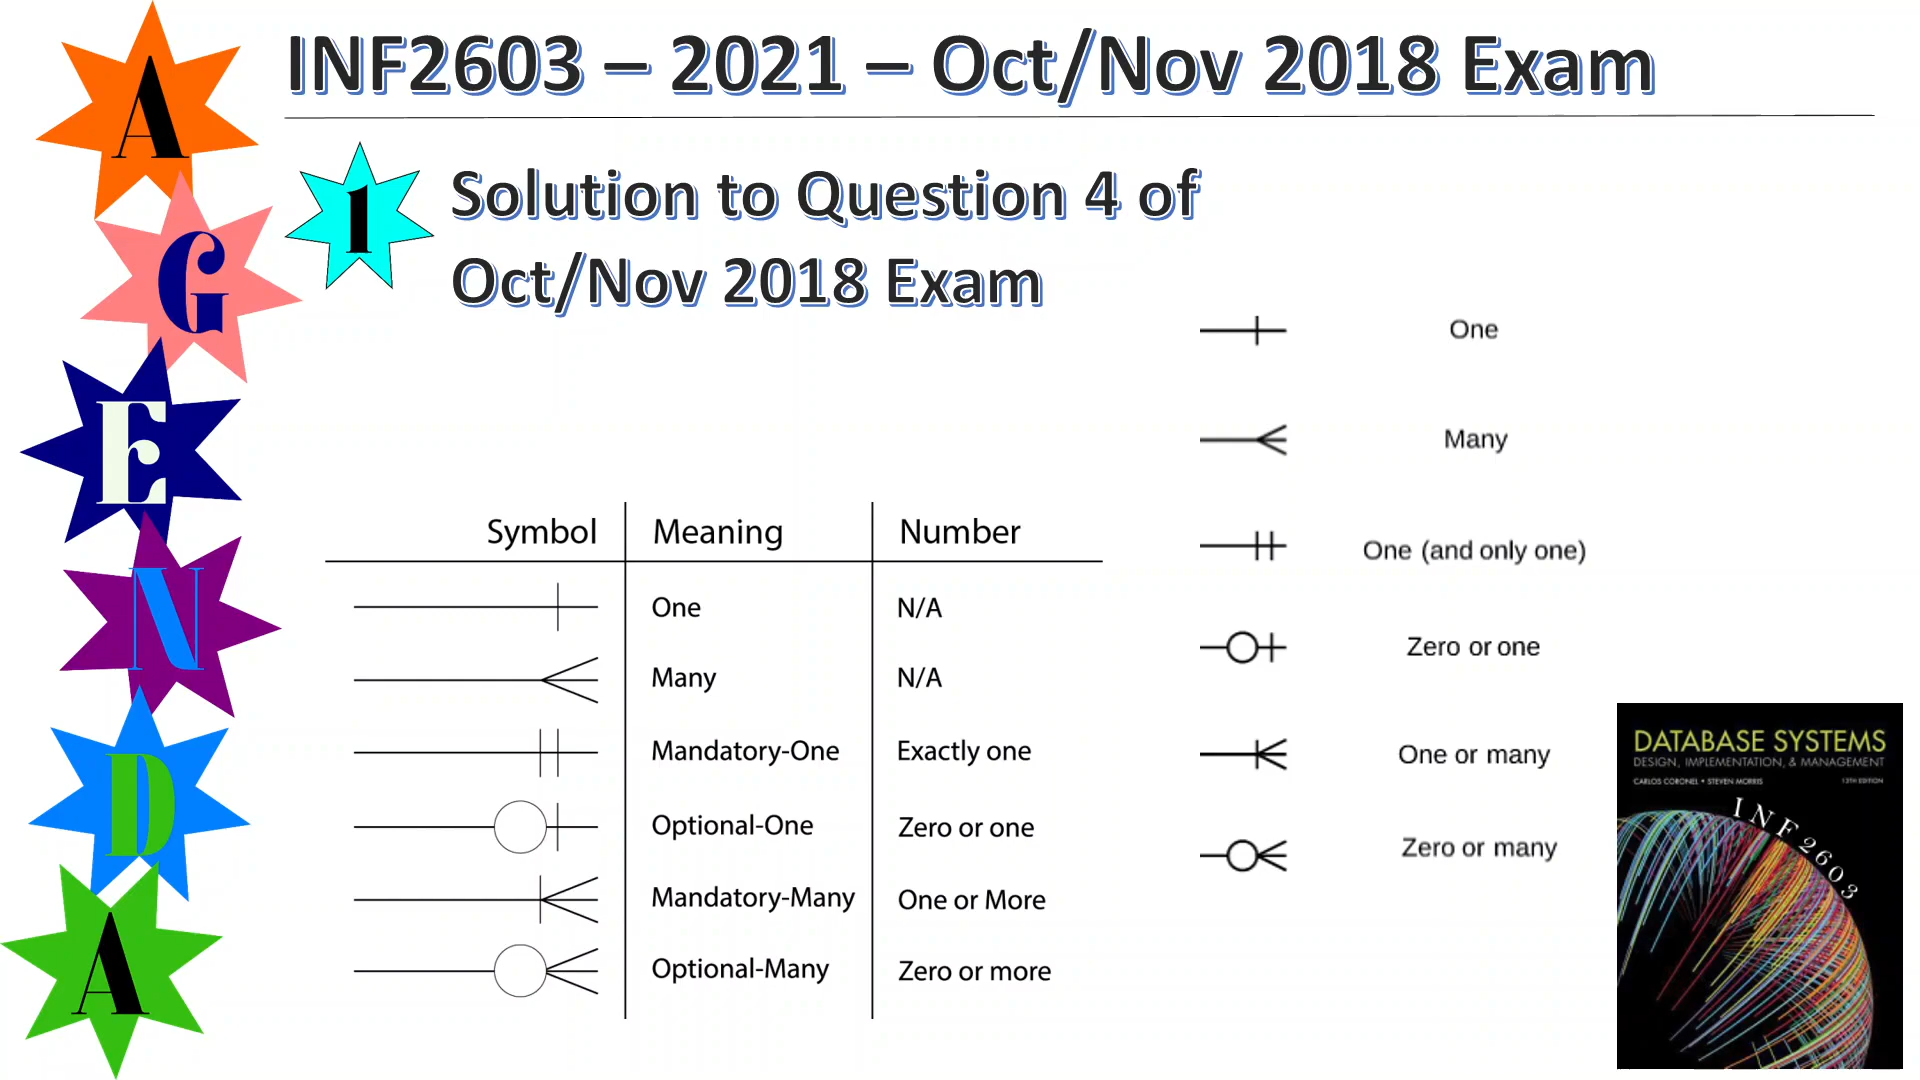 INF2603 – 2021 – Oct/Nov 2018 Exam
A
G
E
N
D
A
1
Solution to Question 4 of
Oct/Nov 2018 Exam
Symbol Meaning Number
One N/A
Many N/A
Mandatory-One Exactly one
Optional-One Zero or one
Mandatory-Many One or More
Optional-Many Zero or more
One
Many
One (and only one)
Zero or one
One or many
Zero or many
DATABASE SYSTEMS
DESIGN, IMPLEMENTATION, & MANAGEMENT
CARLOS CORONEL • STEVEN MORRIS 13TH EDITION
INF2603